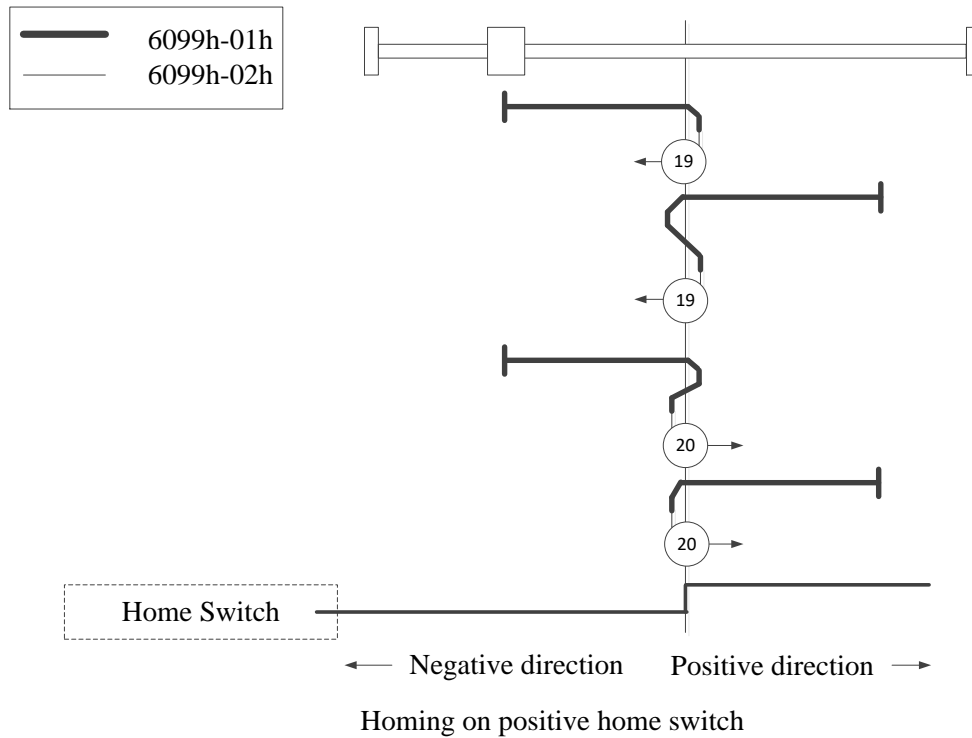 6099h-01h
6099h-02h
19
19
20
20
Home Switch
Negative direction
Positive direction
Homing on positive home switch